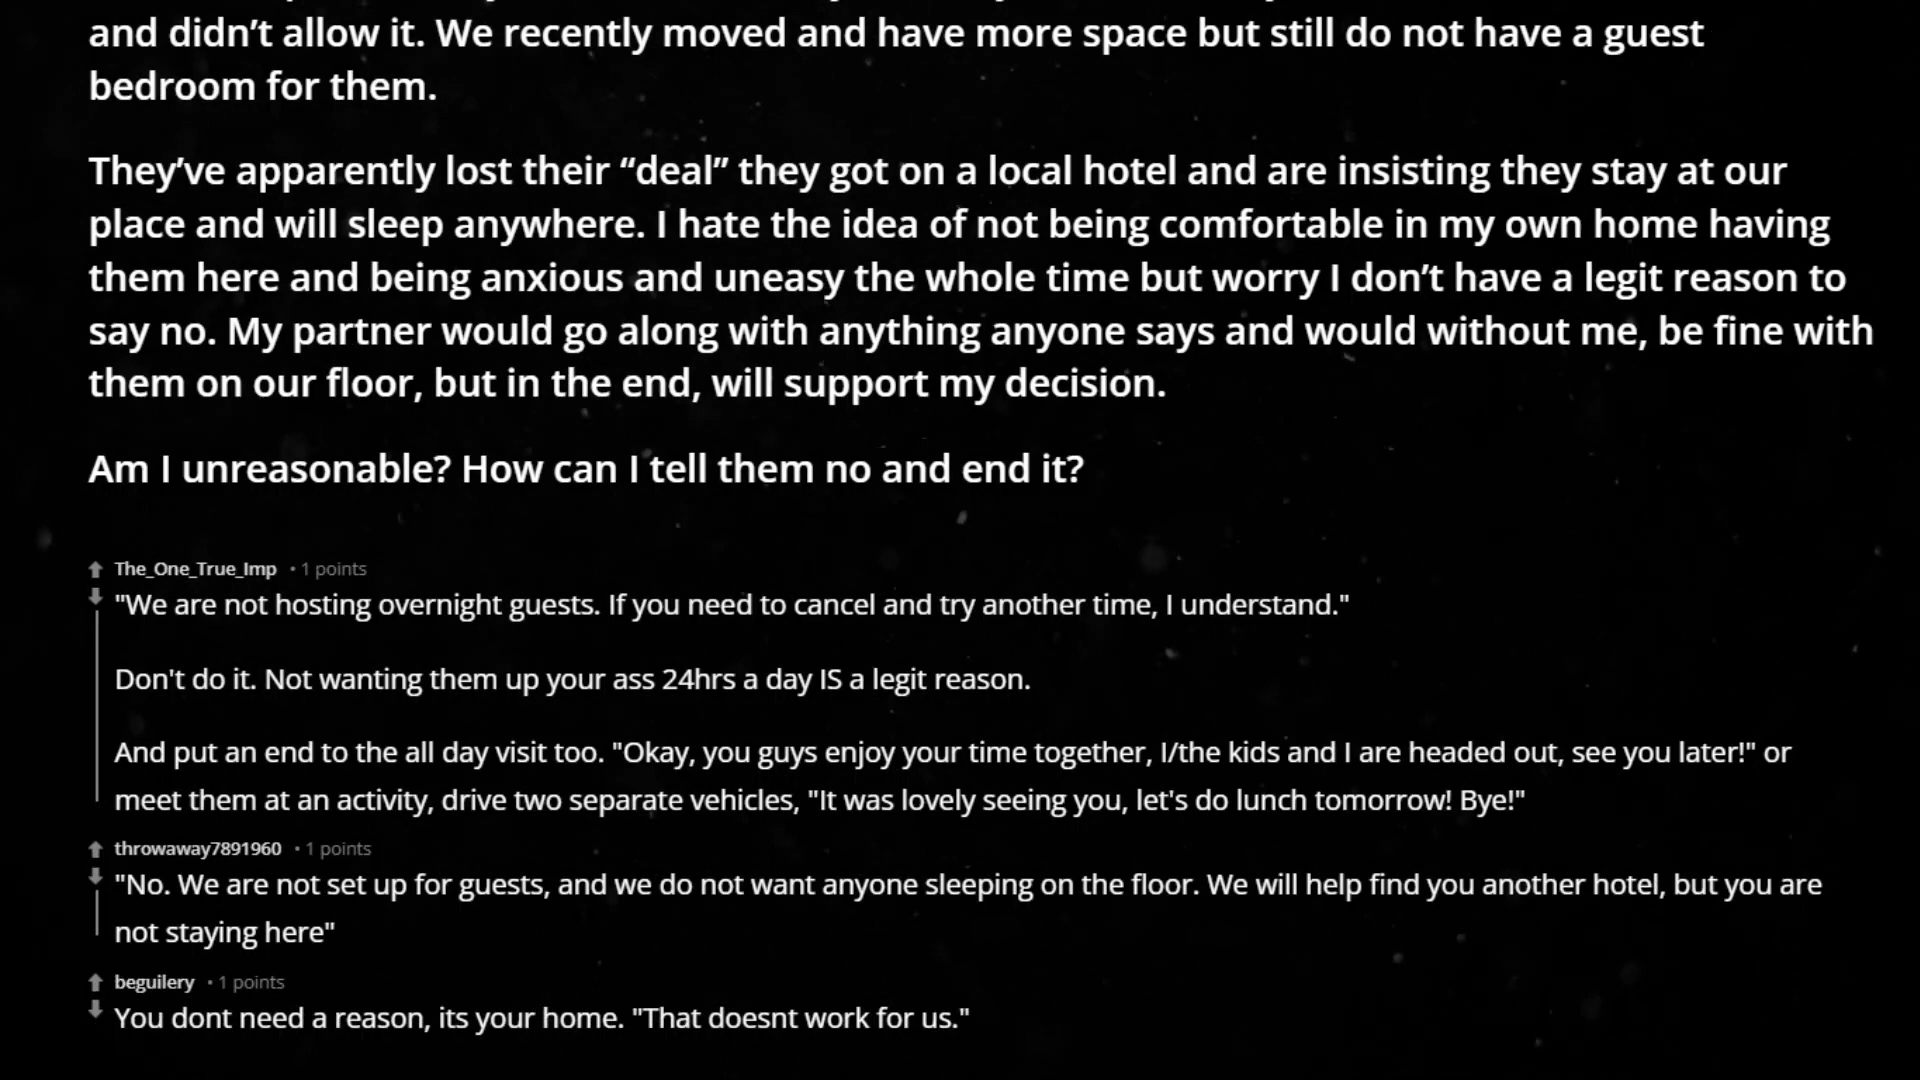 and didn’t allow it. We recently moved and have more space but still do not have a guest
bedroom for them.
They’ve apparently lost their “deal” they got on a local hotel and are insisting they stay at our
place and will sleep anywhere. I hate the idea of not being comfortable in my own home having
them here and being anxious and uneasy the whole time but worry I don’t have a legit reason to
say no. My partner would go along with anything anyone says and would without me, be fine with
them on our floor, but in the end, will support my decision.
Am I unreasonable? How can I tell them no and end it?
The_One_True_Imp • 1 points
"We are not hosting overnight guests. If you need to cancel and try another time, I understand."
Don't do it. Not wanting them up your ass 24hrs a day IS a legit reason.
And put an end to the all day visit too. "Okay, you guys enjoy your time together, I/the kids and I are headed out, see you later!" or
meet them at an activity, drive two separate vehicles, "It was lovely seeing you, let's do lunch tomorrow! Bye!"
throwaway7891960 • 1 points
"No. We are not set up for guests, and we do not want anyone sleeping on the floor. We will help find you another hotel, but you are
not staying here"
beguilery • 1 points
You dont need a reason, its your home. "That doesnt work for us."